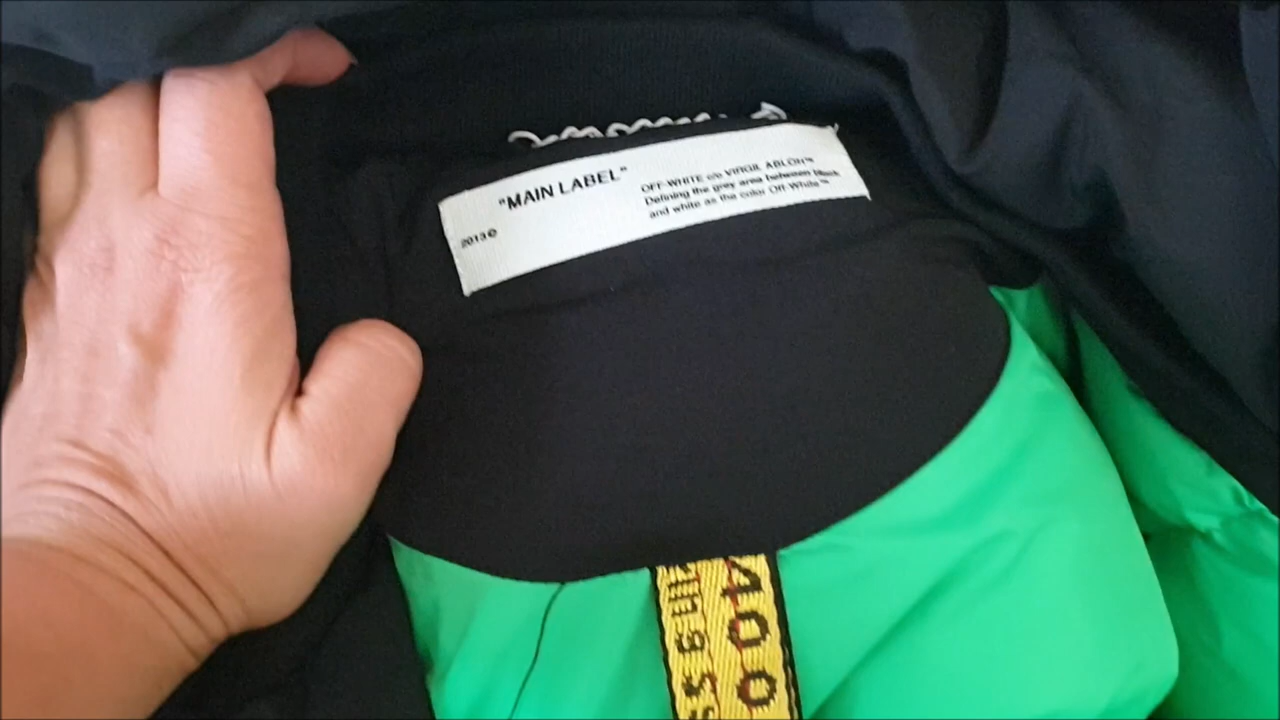 "MAIN LABEL"
2013©
OFF-WHITE c/o VIRGIL ABLOH™
Defining the grey area between black
and white as the color Off-White™